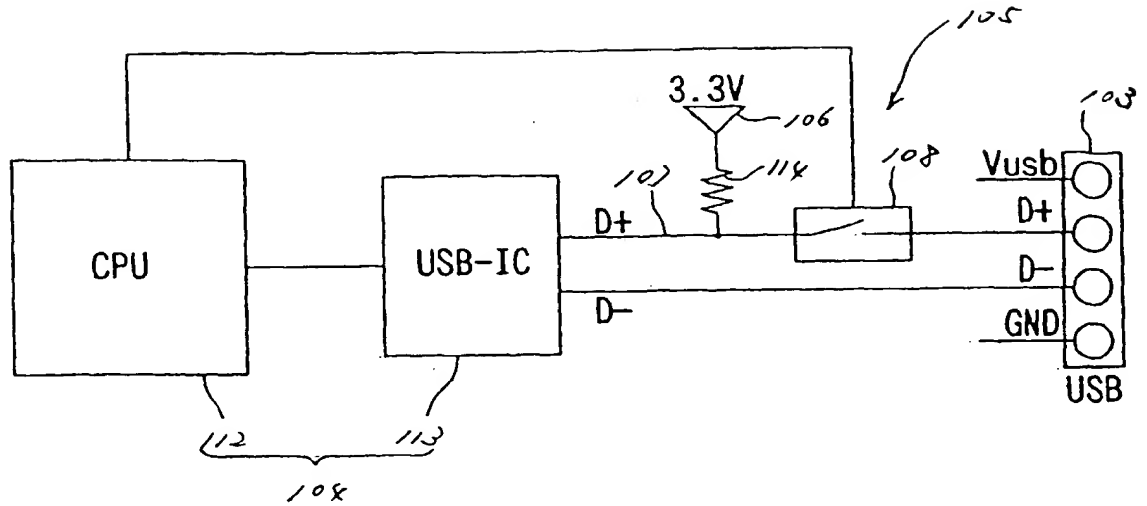 105
3.3V
106
103
108
Vusb
107
114
D+
D+
CPU
USB-IC
D-
D-
GND
USB
112
113
104